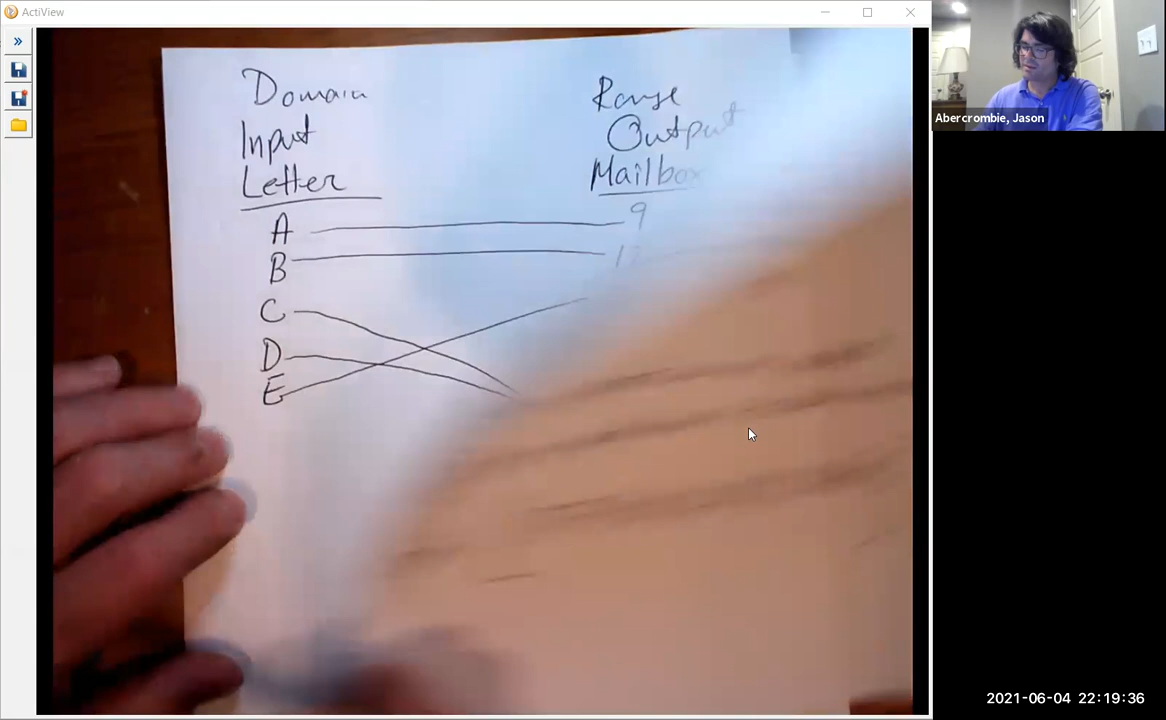 ActiView
Domain
Range
Input
Output
Letter
Mailbox
A
9
B
C
D
E
Abercrombie, Jason
2021-06-04 22:19:36